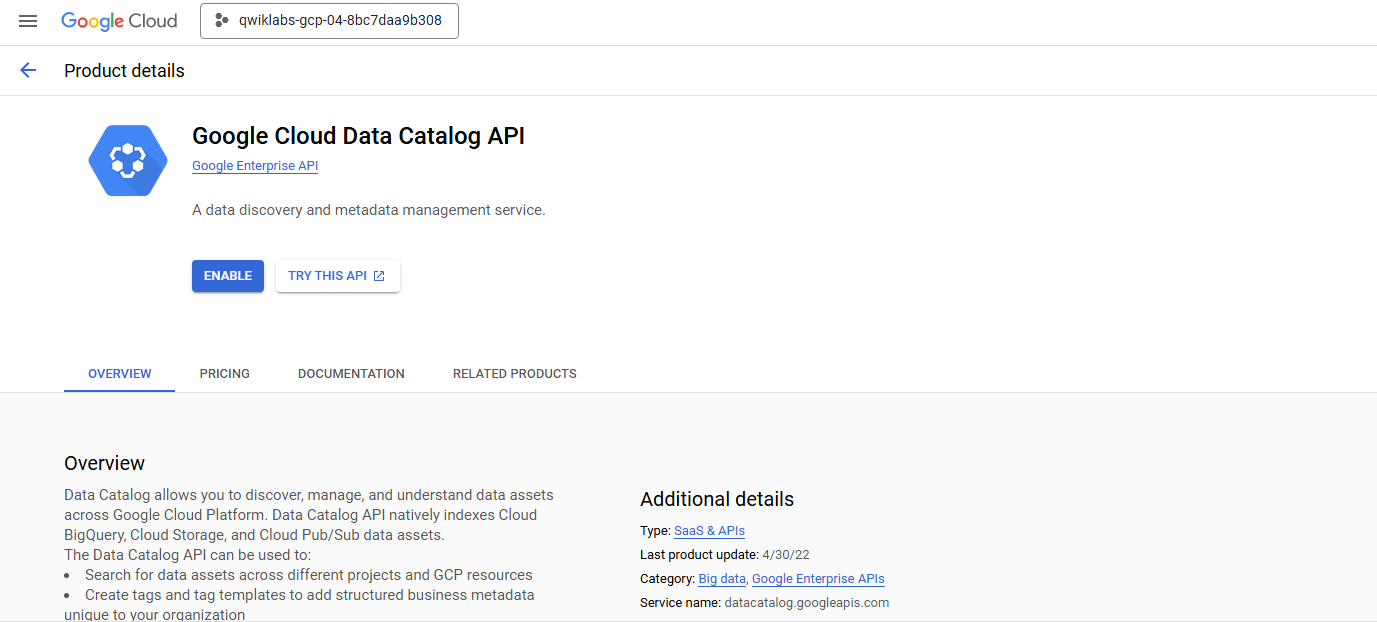 Google Cloud
qwiklabs-gcp-04-8bc7daa9b308
Product details
Google Cloud Data Catalog API
Google Enterprise API
A data discovery and metadata management service.
ENABLE
TRY THIS API
OVERVIEW
PRICING
DOCUMENTATION
RELATED PRODUCTS
Overview
Data Catalog allows you to discover, manage, and understand data assets
across Google Cloud Platform. Data Catalog API natively indexes Cloud
BigQuery, Cloud Storage, and Cloud Pub/Sub data assets.
The Data Catalog API can be used to:
• Search for data assets across different projects and GCP resources
• Create tags and tag templates to add structured business metadata
unique to your organization
Additional details
Type: SaaS & APIs
Last product update: 4/30/22
Category: Big data, Google Enterprise APIs
Service name: datacatalog.googleapis.com